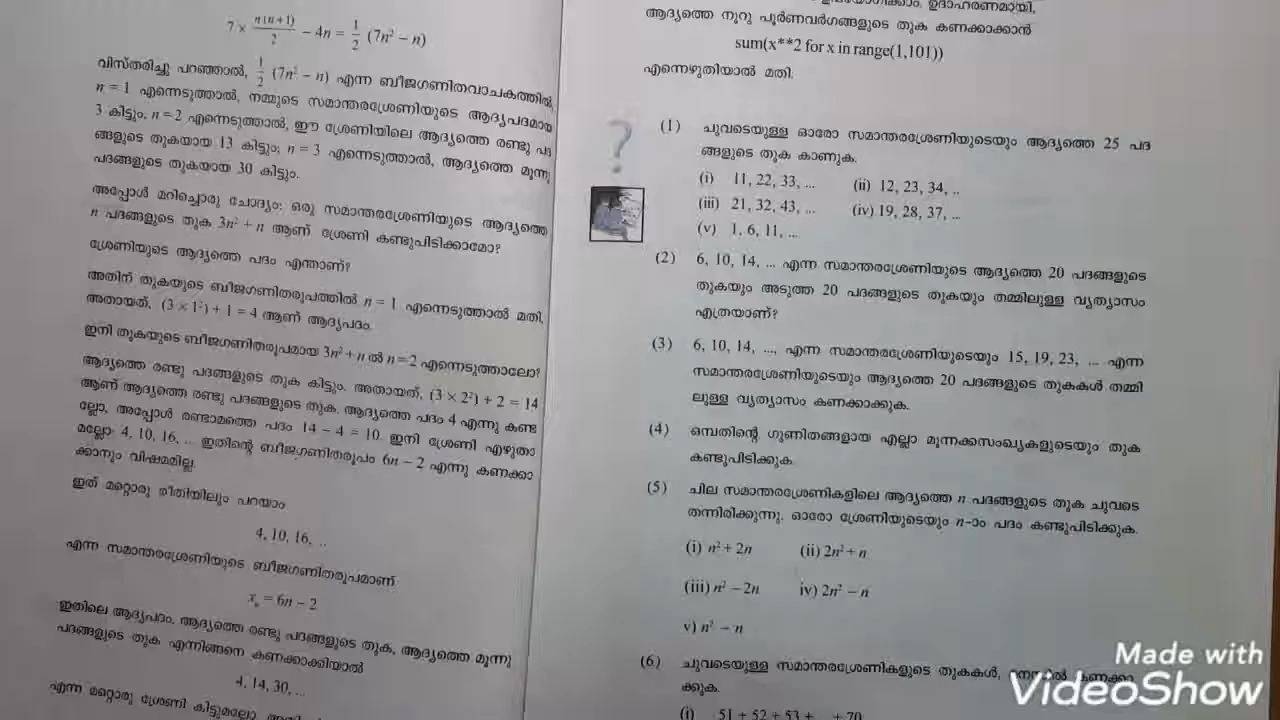 7 × n(n+1)/2 − 4n = 1/2 (7n² − n)
വിസ്തരിച്ചു പറഞ്ഞാൽ, 1/2 (7n² − n) എന്ന ബീജഗണിതവാചകത്തിൽ,
n = 1 എന്നെടുത്താൽ, നമ്മുടെ സമാന്തരശ്രേണിയുടെ ആദ്യപദമായ
3 കിട്ടും, n = 2 എന്നെടുത്താൽ, ഈ ശ്രേണിയിലെ ആദ്യത്തെ രണ്ടു പദ
ങ്ങളുടെ തുകയായ 13 കിട്ടും; n = 3 എന്നെടുത്താൽ, ആദ്യത്തെ മൂന്നു
പദങ്ങളുടെ തുകയായ 30 കിട്ടും.
അപ്പോൾ മറിച്ചൊരു ചോദ്യം: ഒരു സമാന്തരശ്രേണിയുടെ ആദ്യത്തെ
n പദങ്ങളുടെ തുക 3n² + n ആണ്. ശ്രേണി കണ്ടുപിടിക്കാമോ?
ശ്രേണിയുടെ ആദ്യത്തെ പദം എന്താണ്?
അതിന് തുകയുടെ ബീജഗണിതരൂപത്തിൽ n = 1 എന്നെടുത്താൽ മതി.
അതായത്, (3 × 1²) + 1 = 4 ആണ് ആദ്യപദം.
ഇനി തുകയുടെ ബീജഗണിതരൂപമായ 3n² + n ൽ n = 2 എന്നെടുത്താലോ?
ആദ്യത്തെ രണ്ടു പദങ്ങളുടെ തുക കിട്ടും. അതായത്, (3 × 2²) + 2 = 14
ആണ് ആദ്യത്തെ രണ്ടു പദങ്ങളുടെ തുക. ആദ്യത്തെ പദം 4 എന്നു കണ്ട
ല്ലോ, അപ്പോൾ രണ്ടാമത്തെ പദം 14 − 4 = 10. ഇനി ശ്രേണി എഴുതാ
മല്ലോ- 4, 10, 16, ... ഇതിന്റെ ബീജഗണിതരൂപം 6n − 2 എന്നു കണക്കാ
ക്കാനും വിഷമമില്ല.
ഇത് മറ്റൊരു രീതിയിലും പറയാം
4, 10, 16, ..
എന്ന സമാന്തരശ്രേണിയുടെ ബീജഗണിതരൂപമാണ്
xₙ = 6n − 2
ഇതിലെ ആദ്യപദം, ആദ്യത്തെ രണ്ടു പദങ്ങളുടെ തുക, ആദ്യത്തെ മൂന്നു
പദങ്ങളുടെ തുക എന്നിങ്ങനെ കണക്കാക്കിയാൽ
4, 14, 30, ...
എന്ന മറ്റൊരു ശ്രേണി കിട്ടുമല്ലോ.
ഉദാഹരണമായി,
ആദ്യത്തെ നൂറു പൂർണവർഗങ്ങളുടെ തുക കണക്കാക്കാൻ
sum(x**2 for x in range(1,101))
എന്നെഴുതിയാൽ മതി.
?
(1) ചുവടെയുള്ള ഓരോ സമാന്തരശ്രേണിയുടെയും ആദ്യത്തെ 25 പദ
ങ്ങളുടെ തുക കാണുക.
(i) 11, 22, 33, ... (ii) 12, 23, 34, ..
(iii) 21, 32, 43, ... (iv) 19, 28, 37, ...
(v) 1, 6, 11, ...
(2) 6, 10, 14, ... എന്ന സമാന്തരശ്രേണിയുടെ ആദ്യത്തെ 20 പദങ്ങളുടെ
തുകയും അടുത്ത 20 പദങ്ങളുടെ തുകയും തമ്മിലുള്ള വ്യത്യാസം
എത്രയാണ്?
(3) 6, 10, 14, ..., എന്ന സമാന്തരശ്രേണിയുടെയും 15, 19, 23, ... എന്ന
സമാന്തരശ്രേണിയുടെയും ആദ്യത്തെ 20 പദങ്ങളുടെ തുകകൾ തമ്മി
ലുള്ള വ്യത്യാസം കണക്കാക്കുക.
(4) ഒമ്പതിന്റെ ഗുണിതങ്ങളായ എല്ലാ മൂന്നക്കസംഖ്യകളുടെയും തുക
കണ്ടുപിടിക്കുക
(5) ചില സമാന്തരശ്രേണികളിലെ ആദ്യത്തെ n പദങ്ങളുടെ തുക ചുവടെ
തന്നിരിക്കുന്നു. ഓരോ ശ്രേണിയുടെയും n-ാം പദം കണ്ടുപിടിക്കുക.
(i) n² + 2n (ii) 2n² + n
(iii) n² − 2n iv) 2n² − n
v) n² − n
(6) ചുവടെയുള്ള സമാന്തരശ്രേണികളുടെ തുകകൾ, കണക്കാ
ക്കുക.
(i) 51 + 52 + 53 + ... + 70
Made with
VideoShow